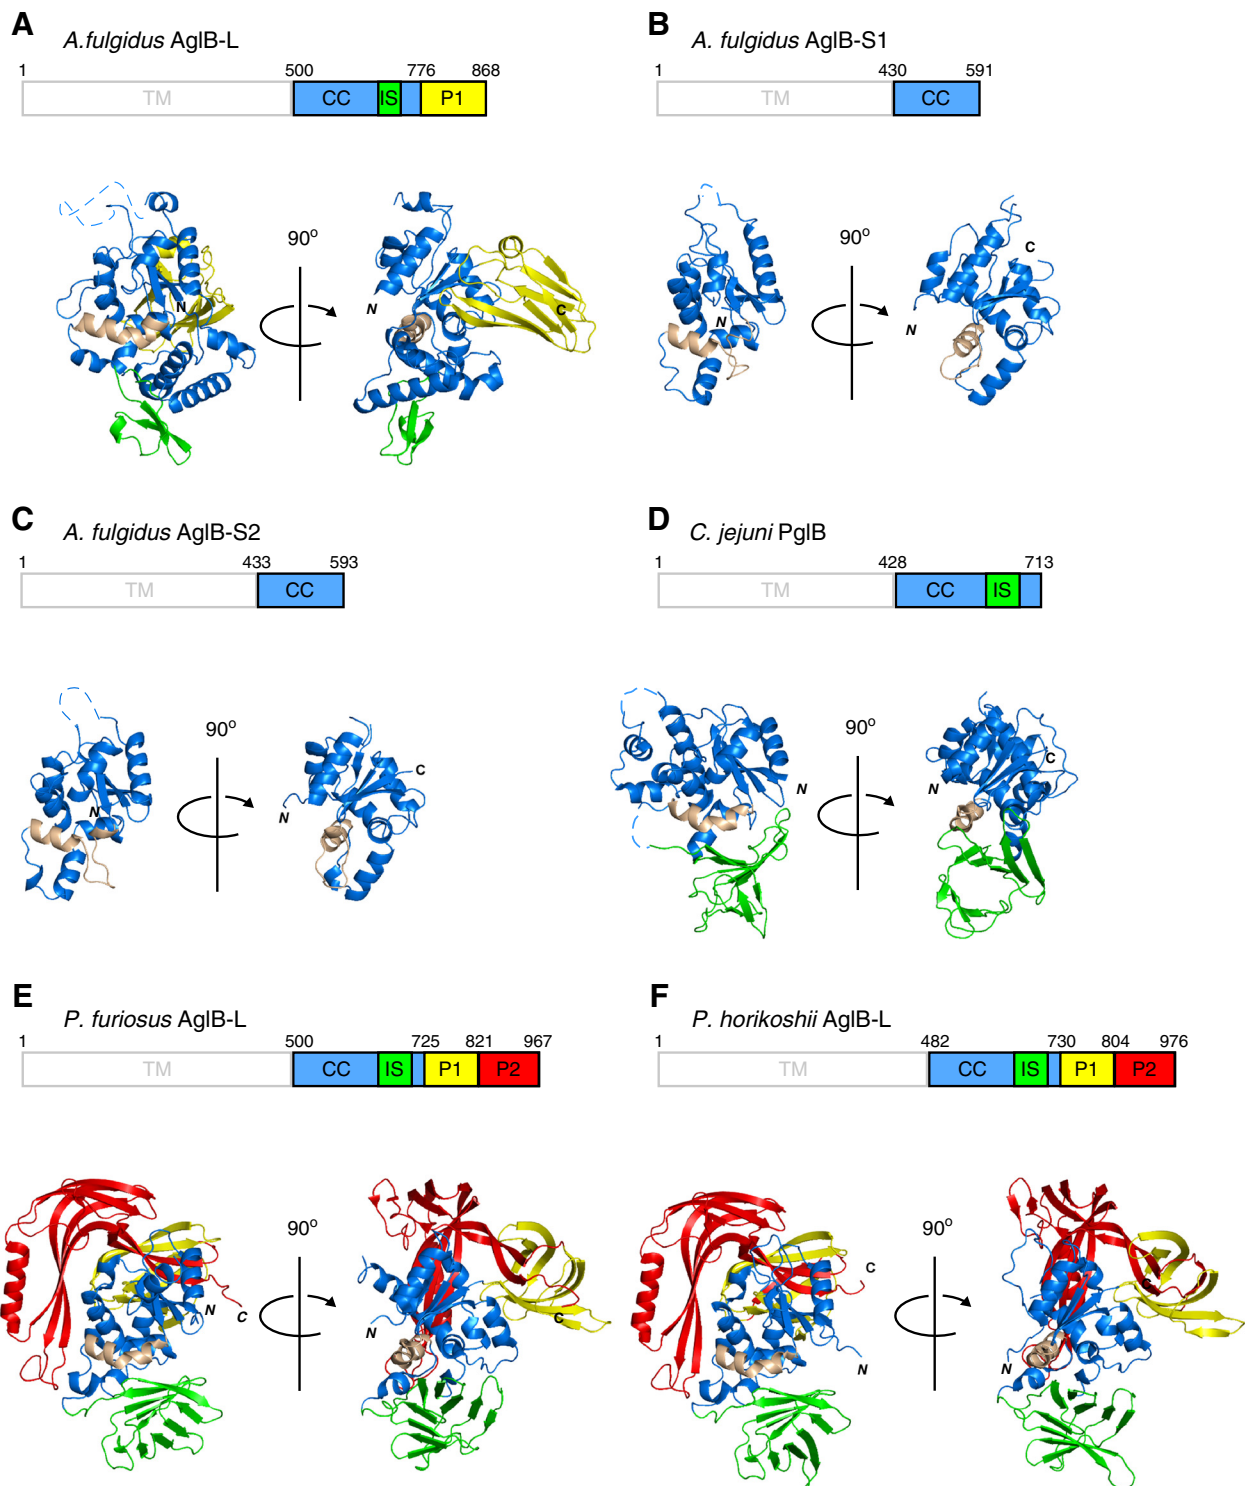 A
A.fulgidus AglB-L
1 500 776 868
TM CC IS P1
90°
N N C
B
A. fulgidus AglB-S1
1 430 591
TM CC
90°
N N C
C
A. fulgidus AglB-S2
1 433 593
TM CC
90°
N N C
D
C. jejuni PglB
1 428 713
TM CC IS
90°
N N C
E
P. furiosus AglB-L
1 500 725 821 967
TM CC IS P1 P2
90°
N C N C
F
P. horikoshii AglB-L
1 482 730 804 976
TM CC IS P1 P2
90°
C N N C